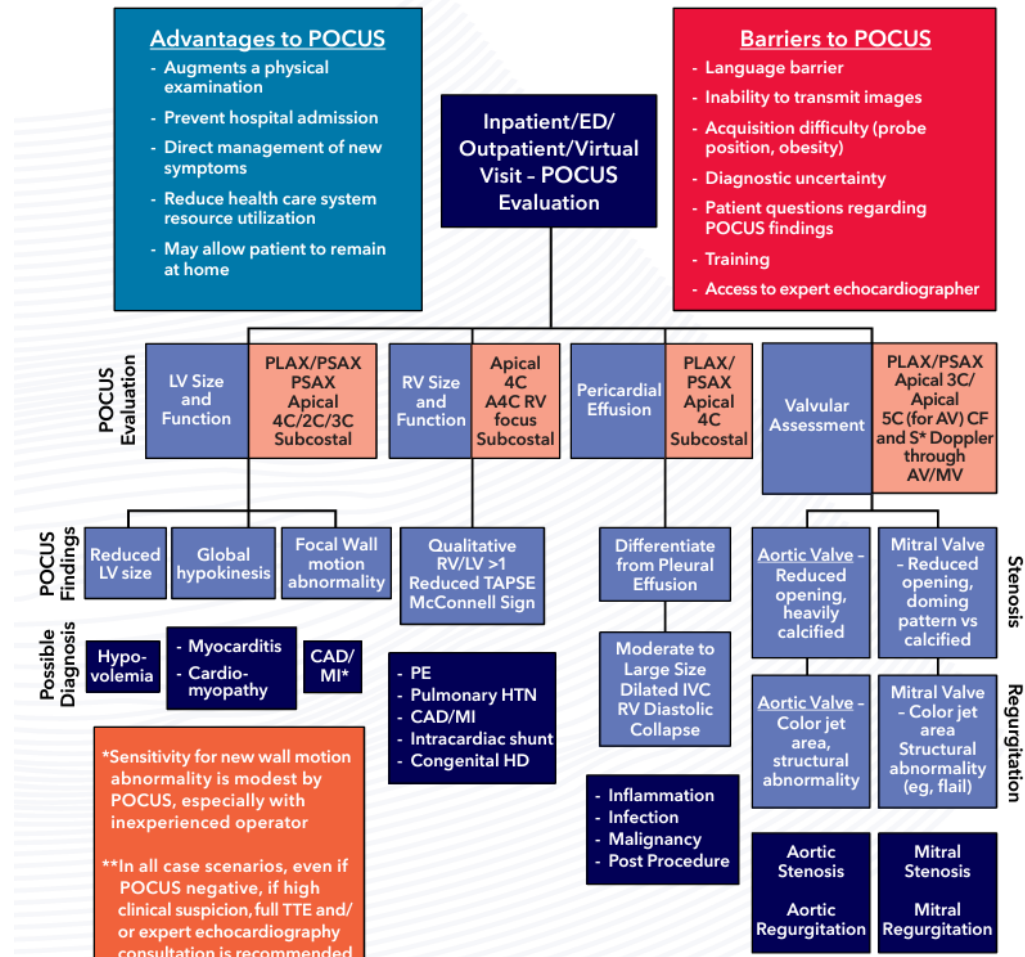 Advantages to POCUS
- Augments a physical
examination
- Prevent hospital admission
- Direct management of new
symptoms
- Reduce health care system
resource utilization
- May allow patient to remain
at home
Inpatient/ED/
Outpatient/Virtual
Visit – POCUS
Evaluation
Barriers to POCUS
- Language barrier
- Inability to transmit images
- Acquisition difficulty (probe
position, obesity)
- Diagnostic uncertainty
- Patient questions regarding
POCUS findings
- Training
- Access to expert echocardiographer
POCUS
Evaluation
LV Size
and
Function
PLAX/PSAX
PSAX
Apical
4C/2C/3C
Subcostal
RV Size
and
Function
Apical
4C
A4C RV
focus
Subcostal
Pericardial
Effusion
PLAX/
PSAX
Apical
4C
Subcostal
Valvular
Assessment
PLAX/PSAX
Apical 3C/
Apical
5C (for AV) CF
and S* Doppler
through
AV/MV
POCUS
Findings
Reduced
LV size
Global
hypokinesis
Focal Wall
motion
abnormality
Qualitative
RV/LV >1
Reduced TAPSE
McConnell Sign
Differentiate
from Pleural
Effusion
Moderate to
Large Size
Dilated IVC
RV Diastolic
Collapse
Aortic Valve –
Reduced
opening,
heavily
calcified
Mitral Valve
– Reduced
opening,
doming
pattern vs
calcified
Stenosis
Aortic Valve –
Color jet
area,
structural
abnormality
Mitral Valve
– Color jet
area
Structural
abnormality
(eg, flail)
Regurgitation
Possible
Diagnosis
Hypo-
volemia
- Myocarditis
- Cardio-
myopathy
CAD/
MI*
- PE
- Pulmonary HTN
- CAD/MI
- Intracardiac shunt
- Congenital HD
- Inflammation
- Infection
- Malignancy
- Post Procedure
Aortic
Stenosis
Aortic
Regurgitation
Mitral
Stenosis
Mitral
Regurgitation
*Sensitivity for new wall motion
abnormality is modest by
POCUS, especially with
inexperienced operator
**In all case scenarios, even if
POCUS negative, if high
clinical suspicion, full TTE and/
or expert echocardiography
consultation is recommended